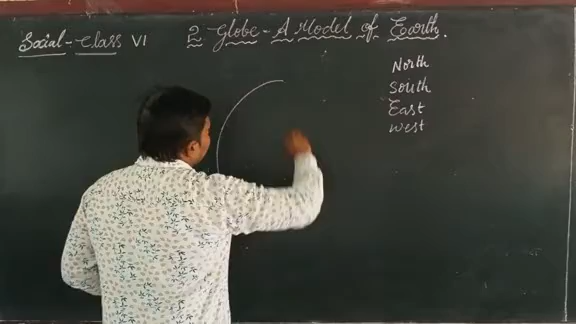 Social - Class VI
2. Globe - A Model of Earth.
North
South
East
West